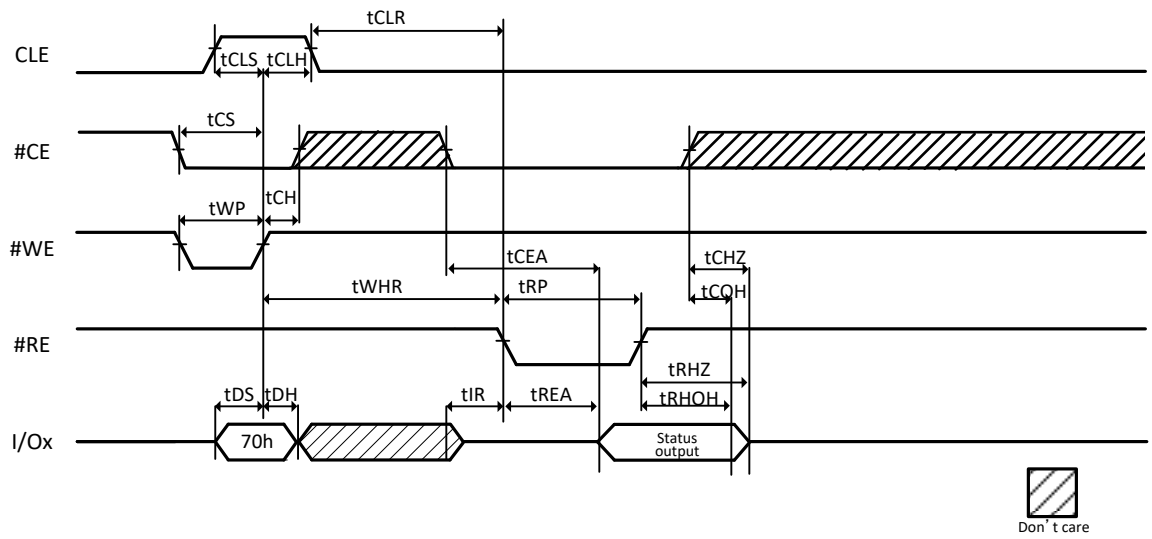 tCLR
CLE
tCLS tCLH
tCS
#CE
tCH
tWP
#WE
tCEA
tCHZ
tWHR
tRP
tCOH
#RE
tRHZ
tDS tDH
tIR
tREA
tRHOH
I/Ox
70h
Status
output
Don’t care